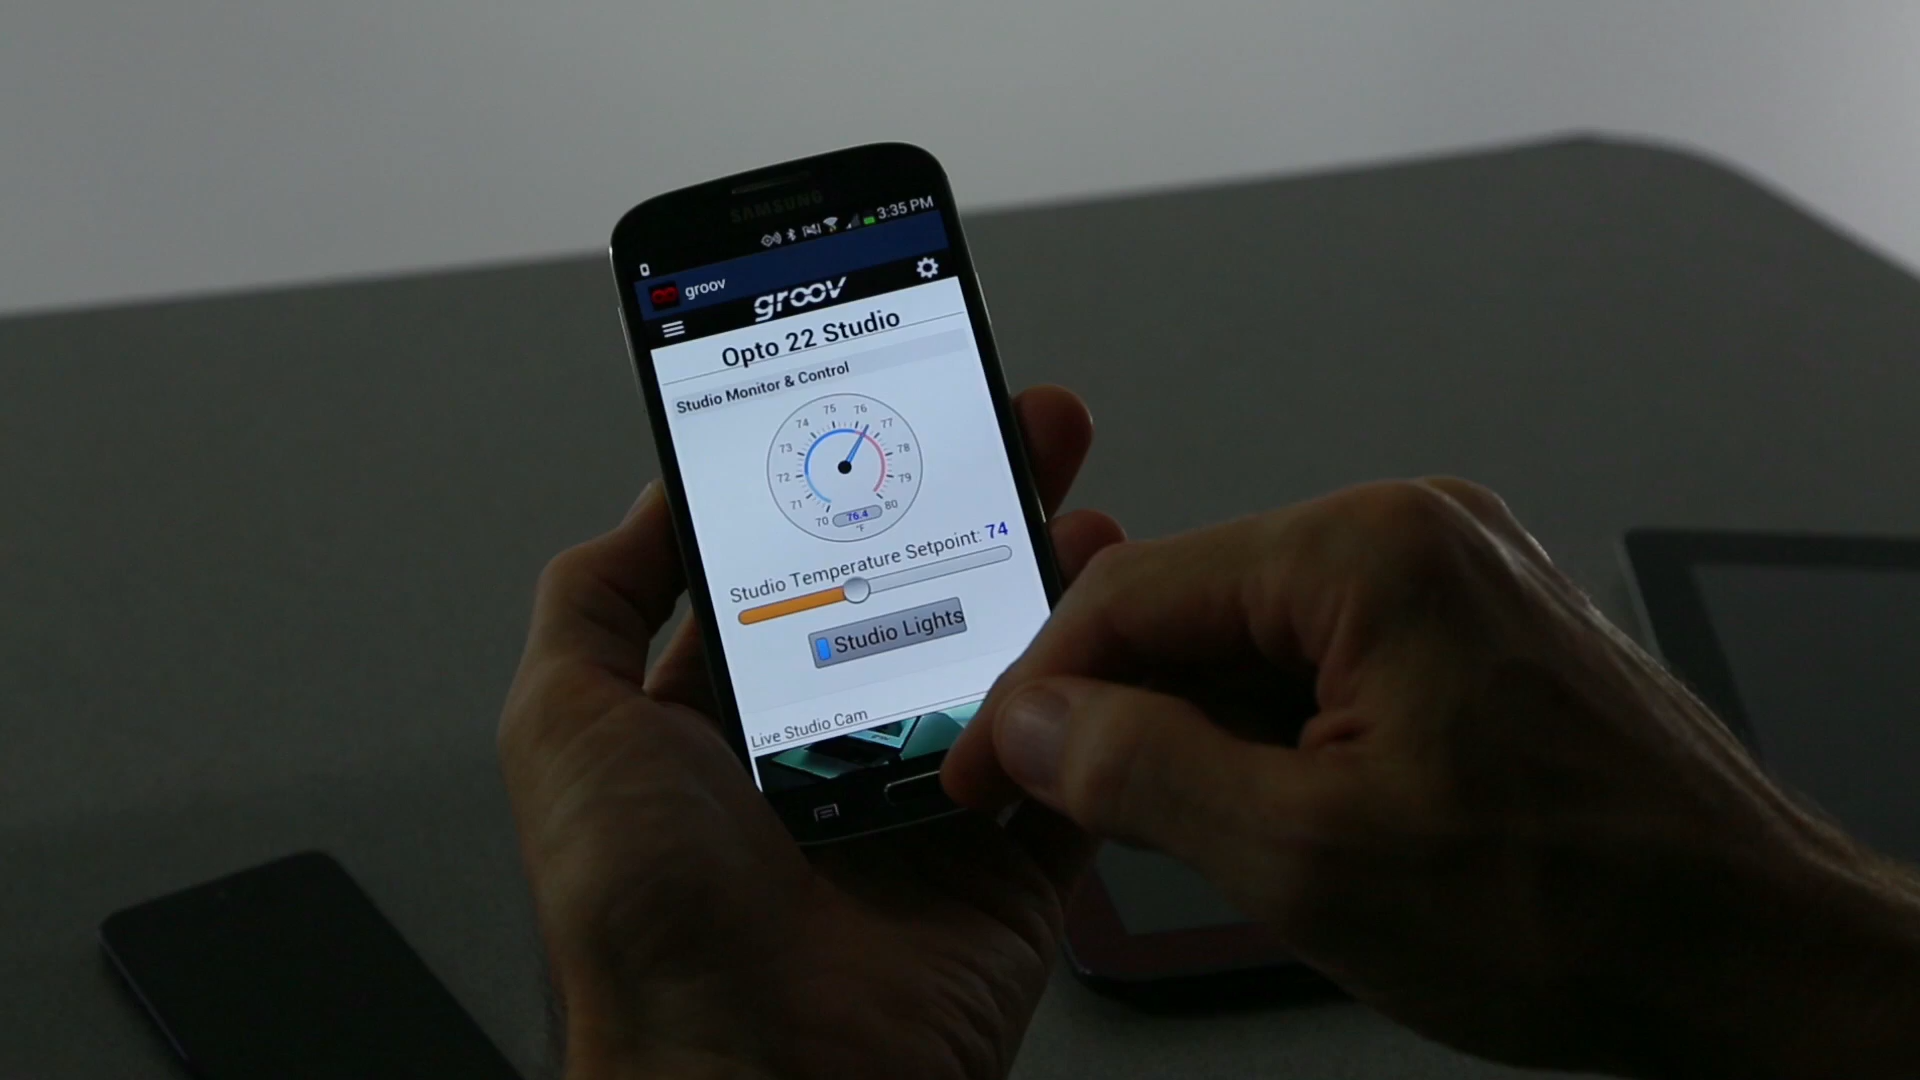 SAMSUNG
3:35 PM
groov
groov
Opto 22 Studio
Studio Monitor & Control
70 71 72 73 74 75 76 77 78 79 80
76.4
°F
Studio Temperature Setpoint: 74
Studio Lights
Live Studio Cam